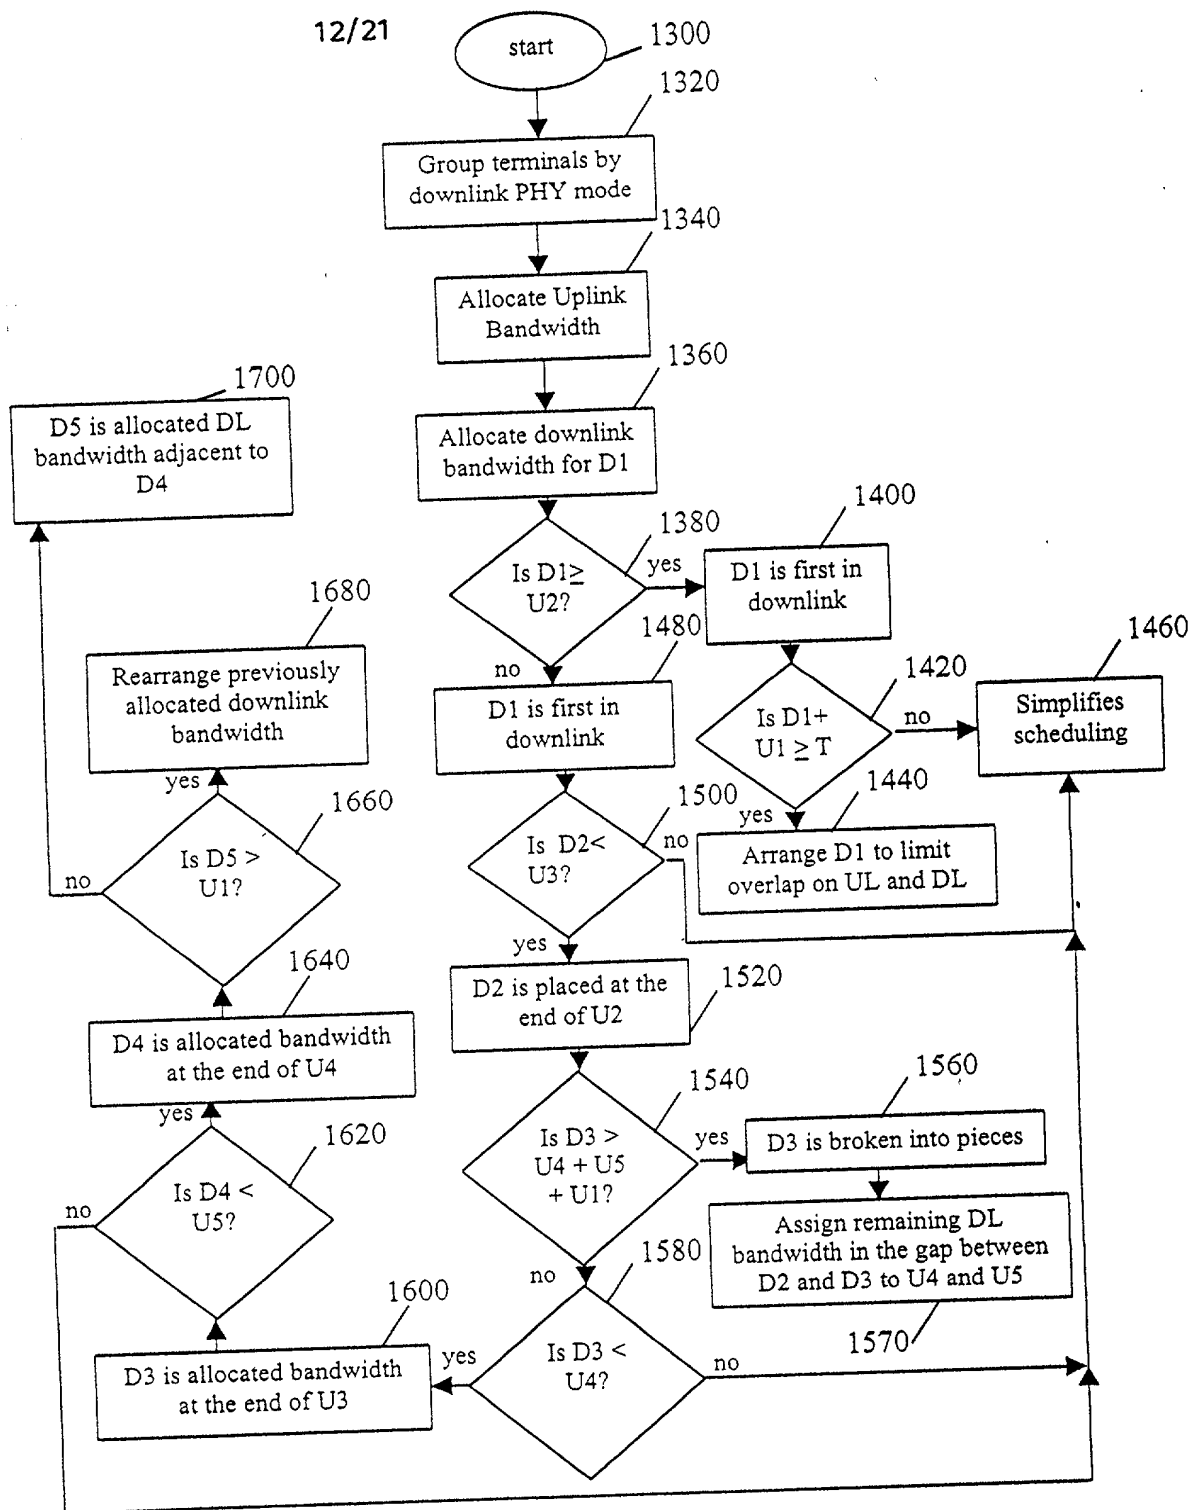 12/21
start
1300
1320
Group terminals by
downlink PHY mode
1340
Allocate Uplink
Bandwidth
1360
Allocate downlink
bandwidth for D1
1700
D5 is allocated DL
bandwidth adjacent to
D4
1380
Is D1≥
U2?
yes
1400
D1 is first in
downlink
no
1480
D1 is first in
downlink
1420
Is D1+
U1 ≥ T
no
1460
Simplifies
scheduling
1680
Rearrange previously
allocated downlink
bandwidth
yes
1660
Is D5 >
U1?
no
1500
Is D2<
U3?
no
yes
1440
Arrange D1 to limit
overlap on UL and DL
yes
1520
D2 is placed at the
end of U2
1640
D4 is allocated bandwidth
at the end of U4
yes
1540
Is D3 >
U4 + U5
+ U1?
yes
1560
D3 is broken into pieces
1620
Is D4 <
U5?
no
Assign remaining DL
bandwidth in the gap between
D2 and D3 to U4 and U5
1570
no
1580
Is D3 <
U4?
yes
no
1600
D3 is allocated bandwidth
at the end of U3